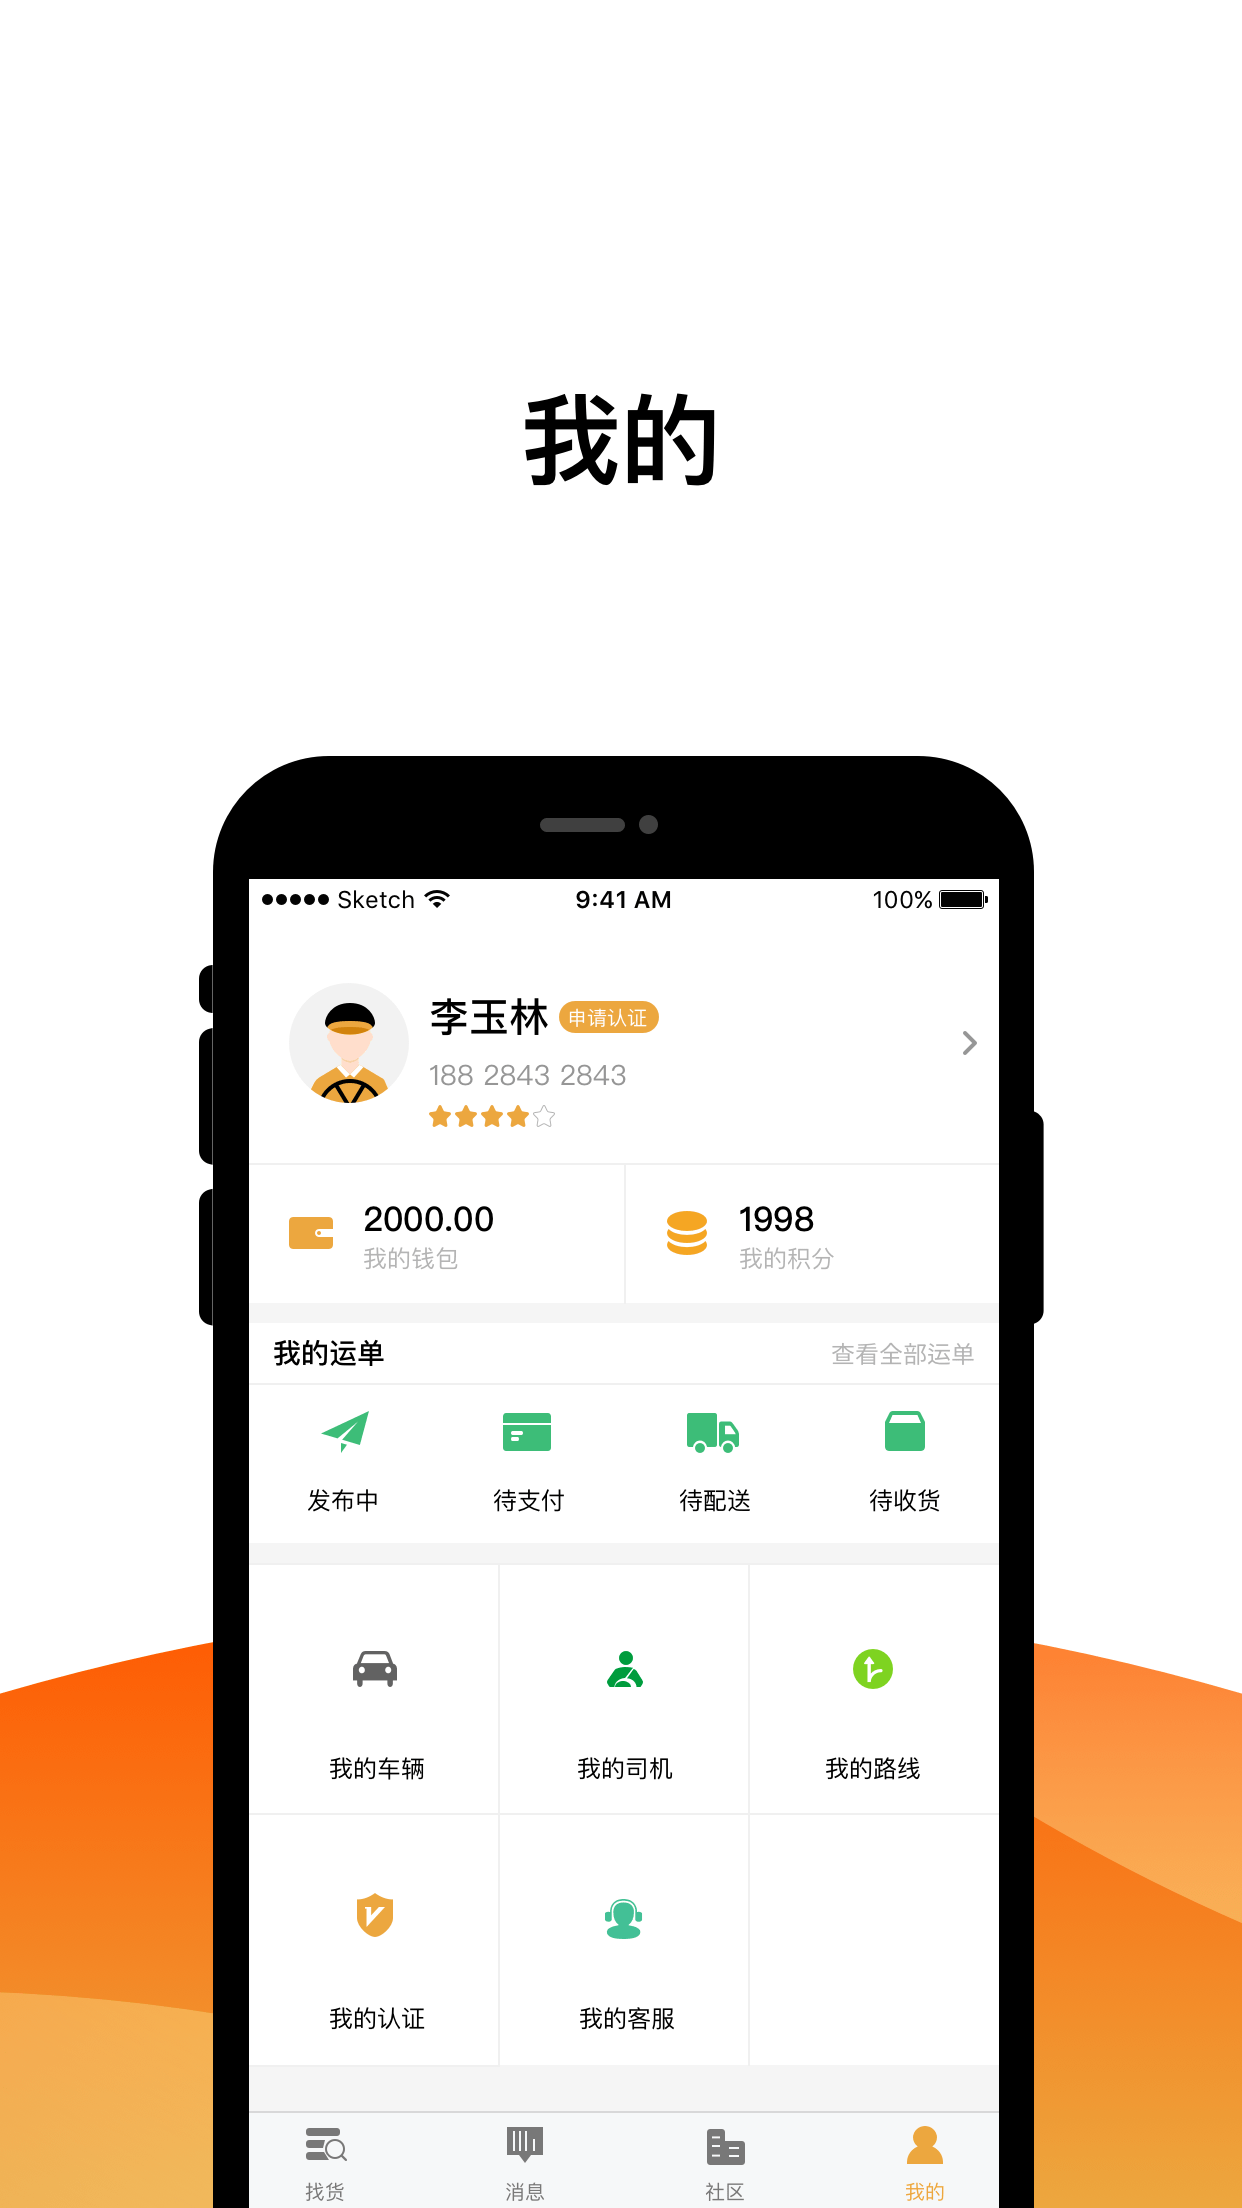 我的
Sketch 9:41 AM 100%
李玉林 申请认证
188 2843 2843
2000.00 1998
我的钱包 我的积分
我的运单 查看全部运单
发布中 待支付 待配送 待收货
我的车辆 我的司机 我的路线
我的认证 我的客服
找货 消息 社区 我的